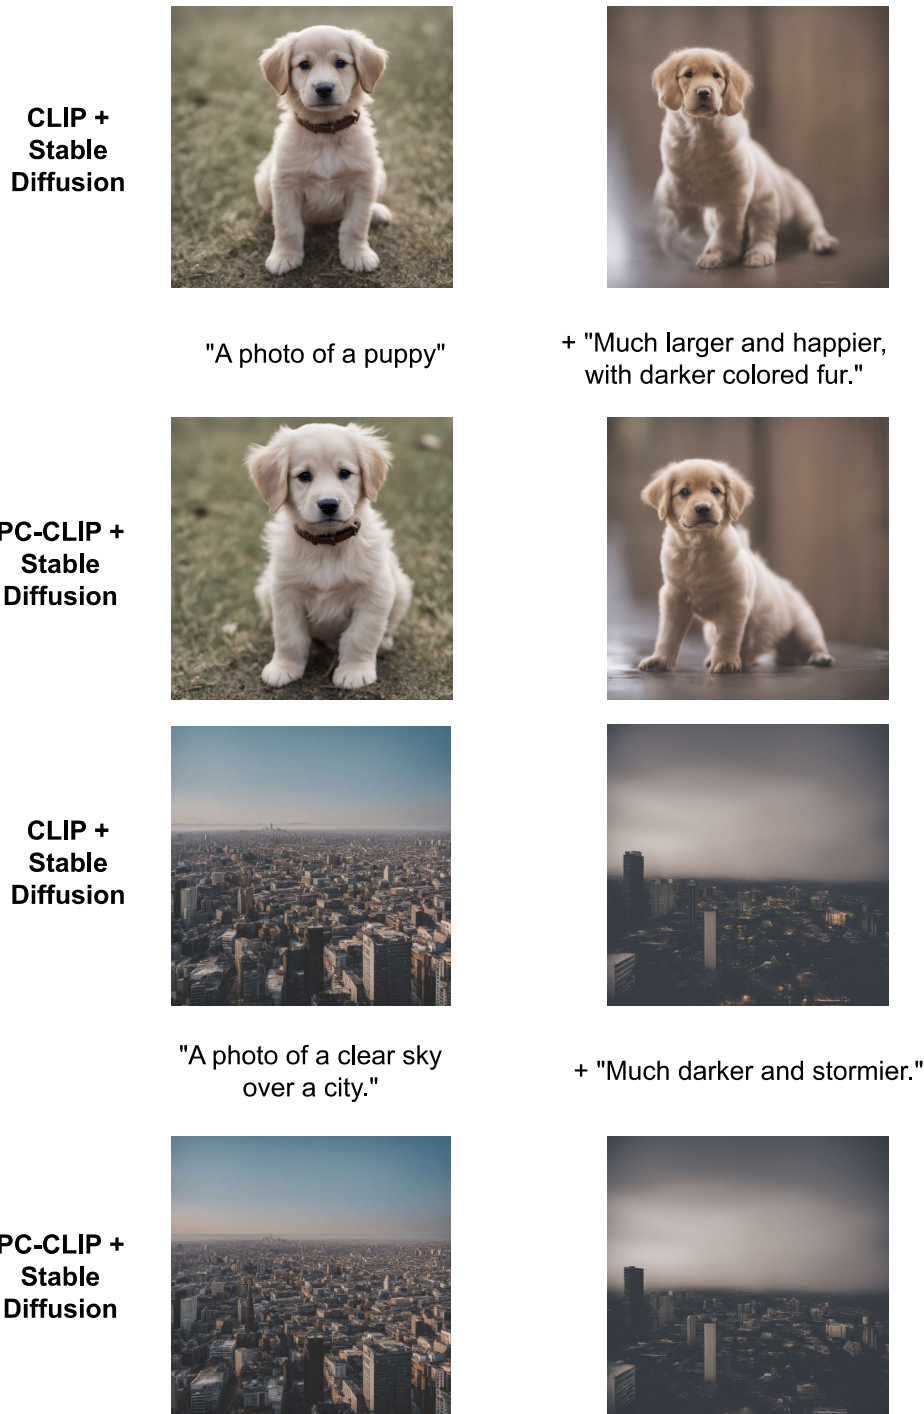 CLIP +
Stable
Diffusion
"A photo of a puppy"
+ "Much larger and happier,
with darker colored fur."
PC-CLIP +
Stable
Diffusion
CLIP +
Stable
Diffusion
"A photo of a clear sky
over a city."
+ "Much darker and stormier."
PC-CLIP +
Stable
Diffusion